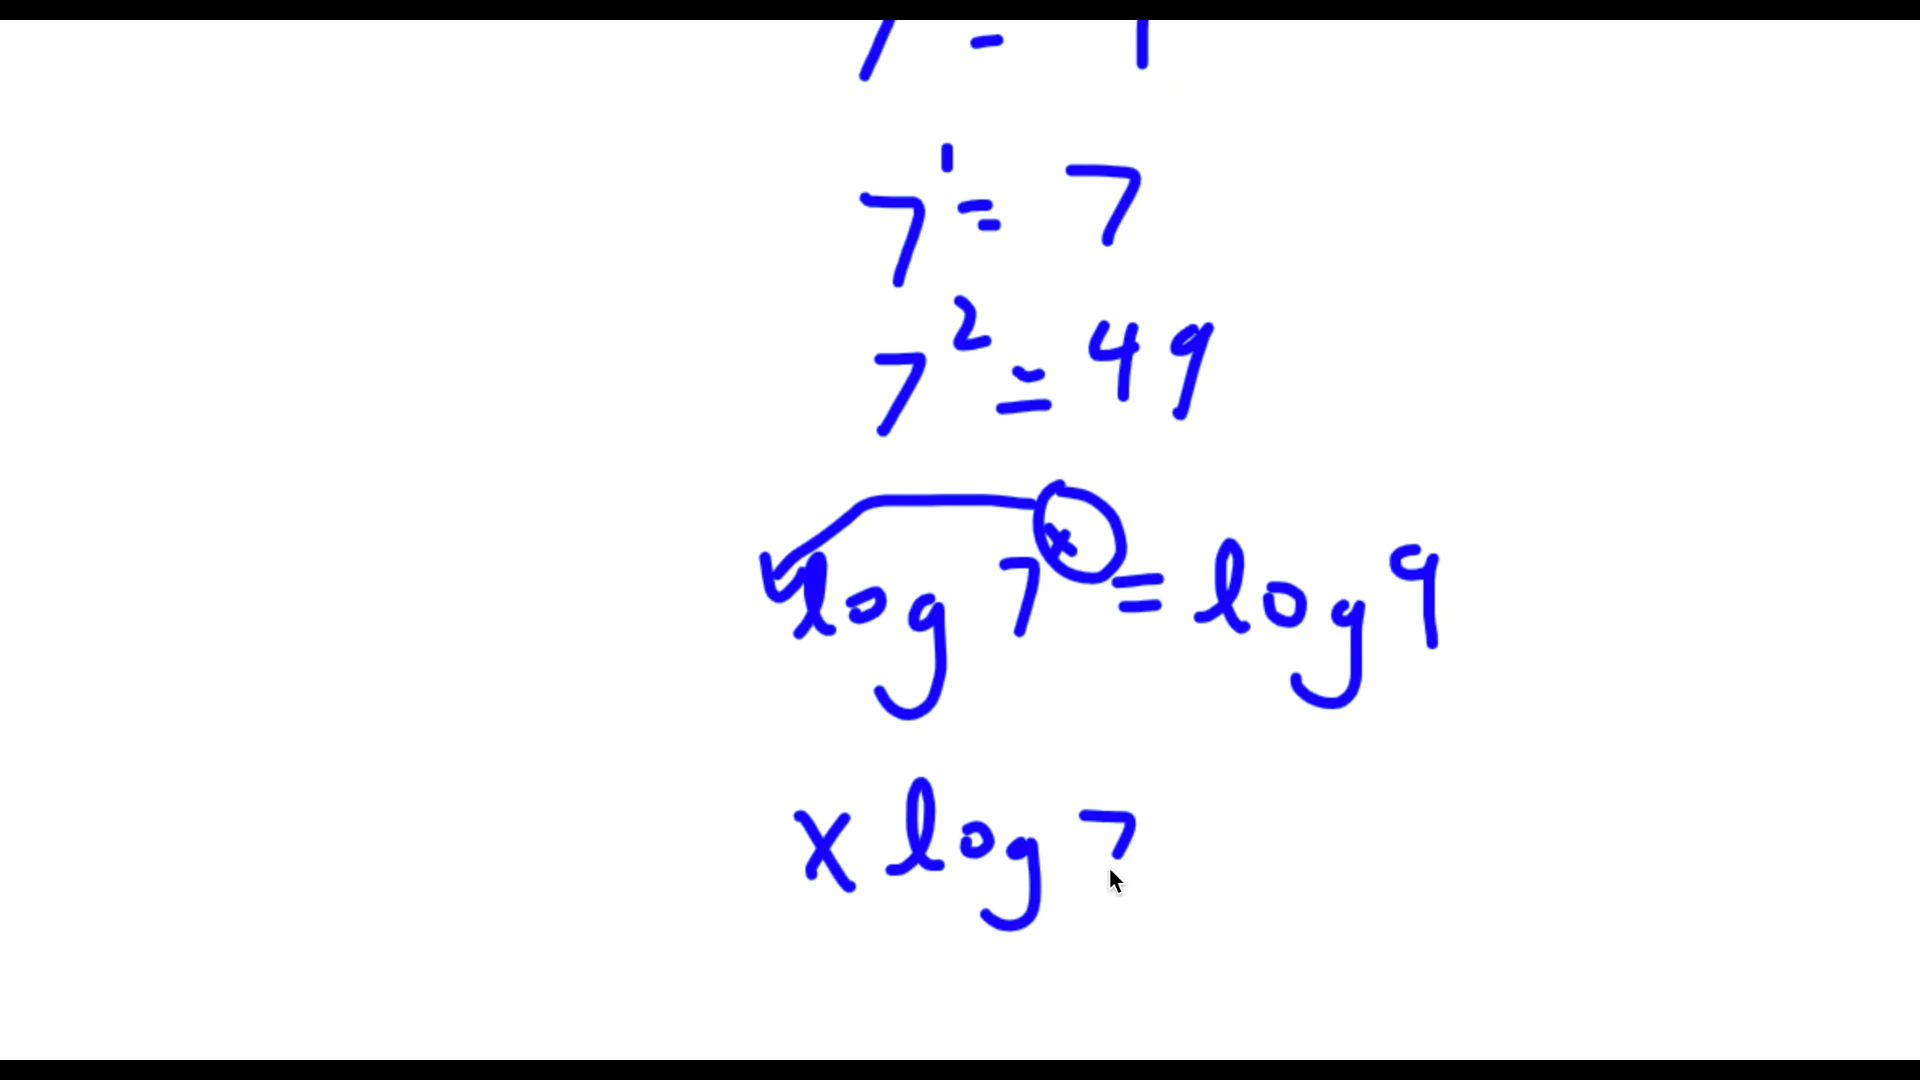 7¹ = 7
7² = 49
log 7ˣ = log 9
x log 7